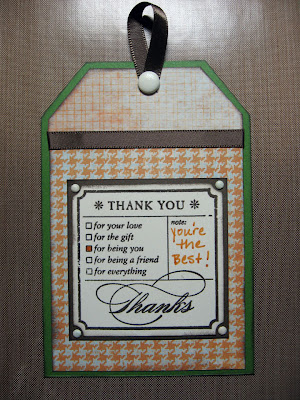 ❋ THANK YOU ❋
for your love
for the gift
for being you
for being a friend
for everything
note:
you're
the
Best!
Thanks